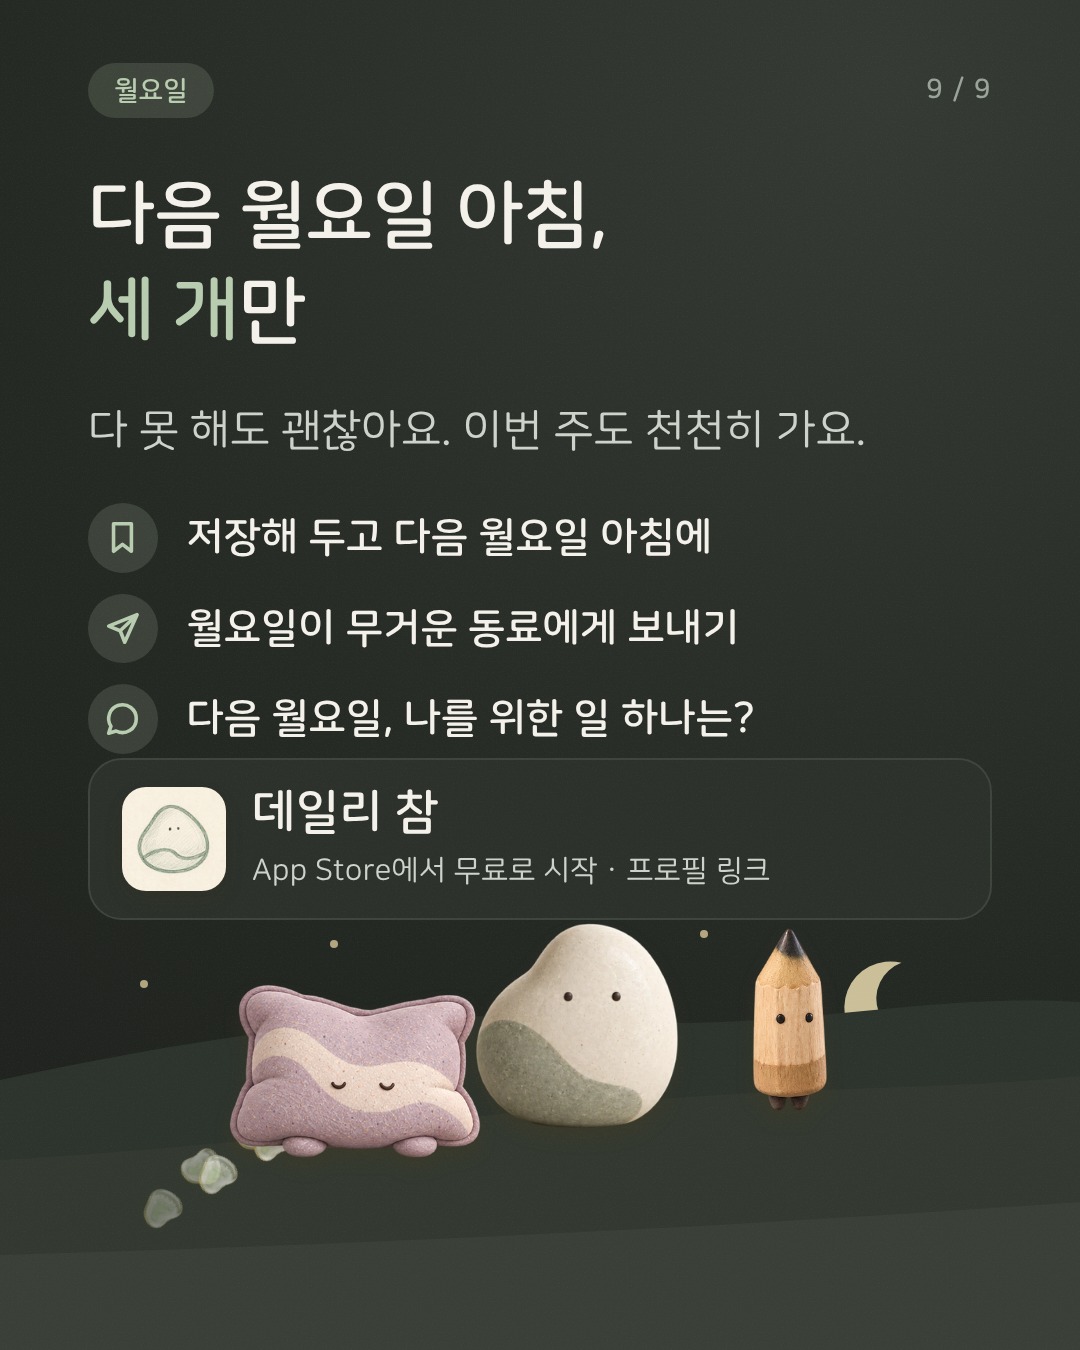 월요일
9 / 9
다음 월요일 아침,
세 개만
다 못 해도 괜찮아요. 이번 주도 천천히 가요.
저장해 두고 다음 월요일 아침에
월요일이 무거운 동료에게 보내기
다음 월요일, 나를 위한 일 하나는?
데일리 참
App Store에서 무료로 시작 · 프로필 링크